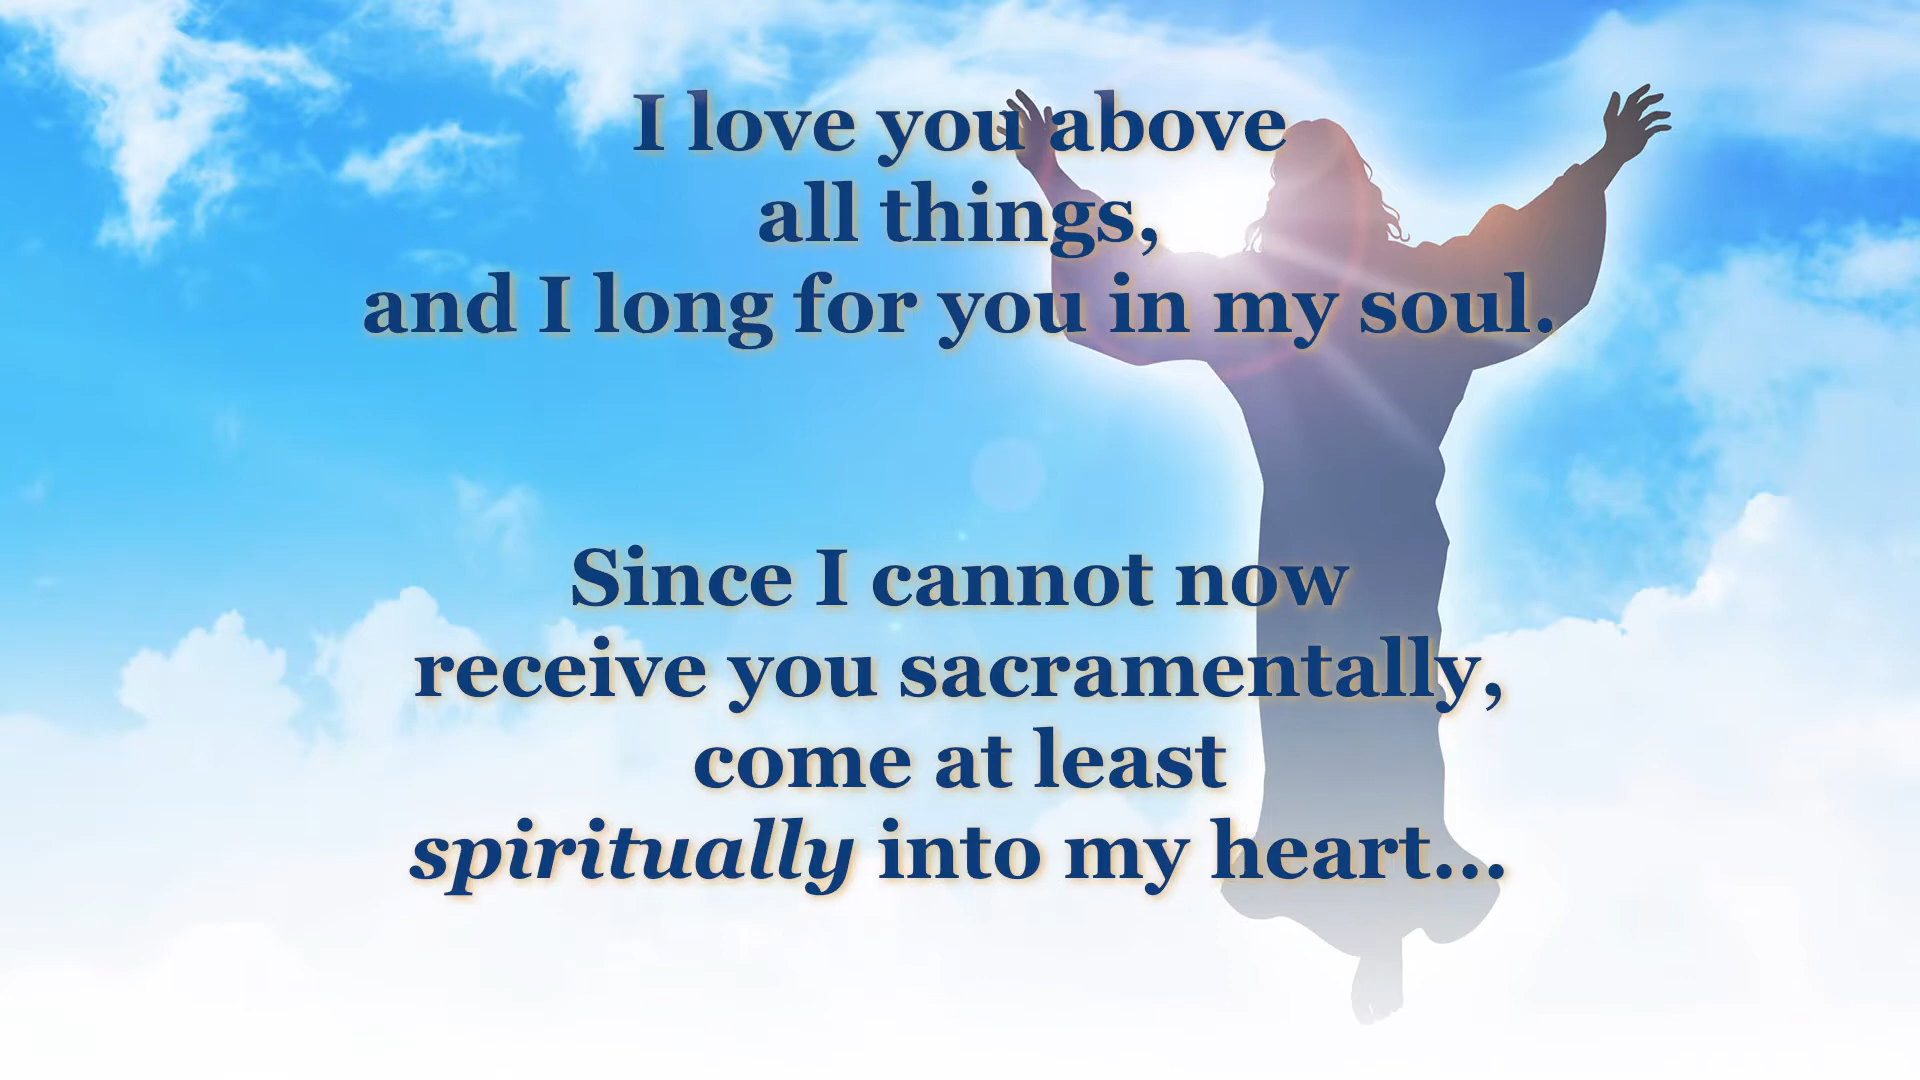 I love you above
all things,
and I long for you in my soul.
Since I cannot now
receive you sacramentally,
come at least
spiritually into my heart...